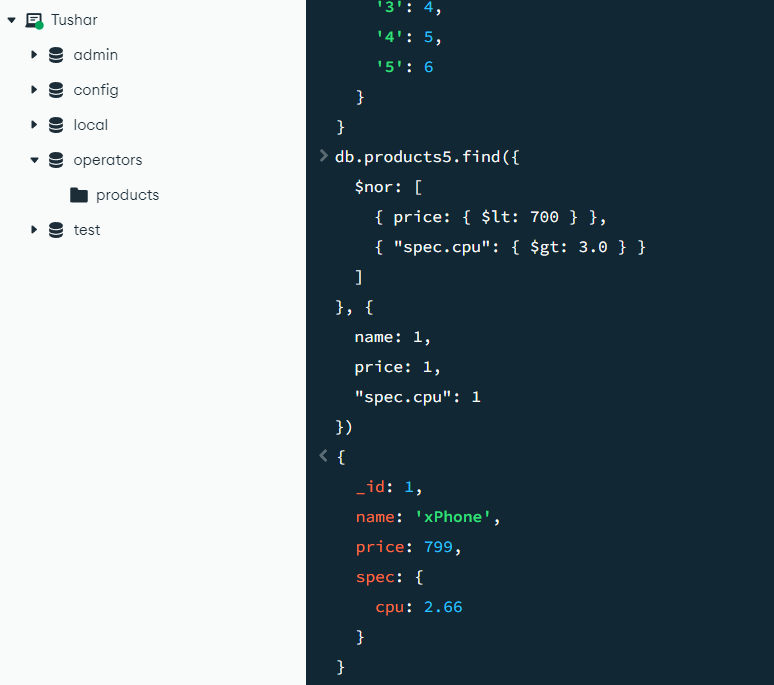 Tushar
admin
config
local
operators
products
test
'3': 4,
'4': 5,
'5': 6
}
}
> db.products5.find({
$nor: [
{ price: { $lt: 700 } },
{ "spec.cpu": { $gt: 3.0 } }
]
}, {
name: 1,
price: 1,
"spec.cpu": 1
})
< {
_id: 1,
name: 'xPhone',
price: 799,
spec: {
cpu: 2.66
}
}